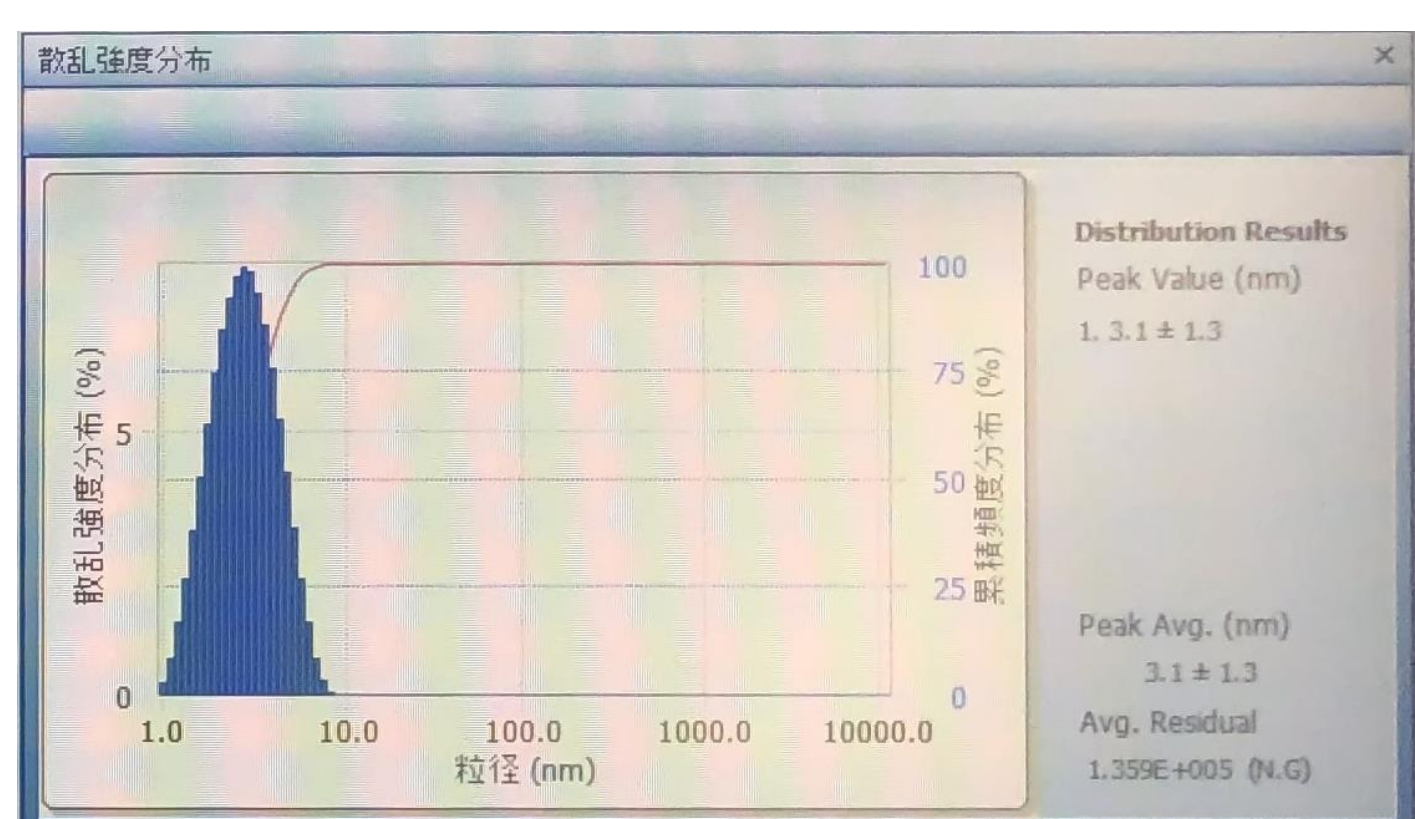 散乱強度分布
×
散乱強度分布 (%)
5
0
1.0
10.0
100.0
1000.0
10000.0
粒径 (nm)
100
75
50
25
0
累積頻度分布 (%)
Distribution Results
Peak Value (nm)
1. 3.1 ± 1.3
Peak Avg. (nm)
3.1 ± 1.3
Avg. Residual
1.359E+005 (N.G)